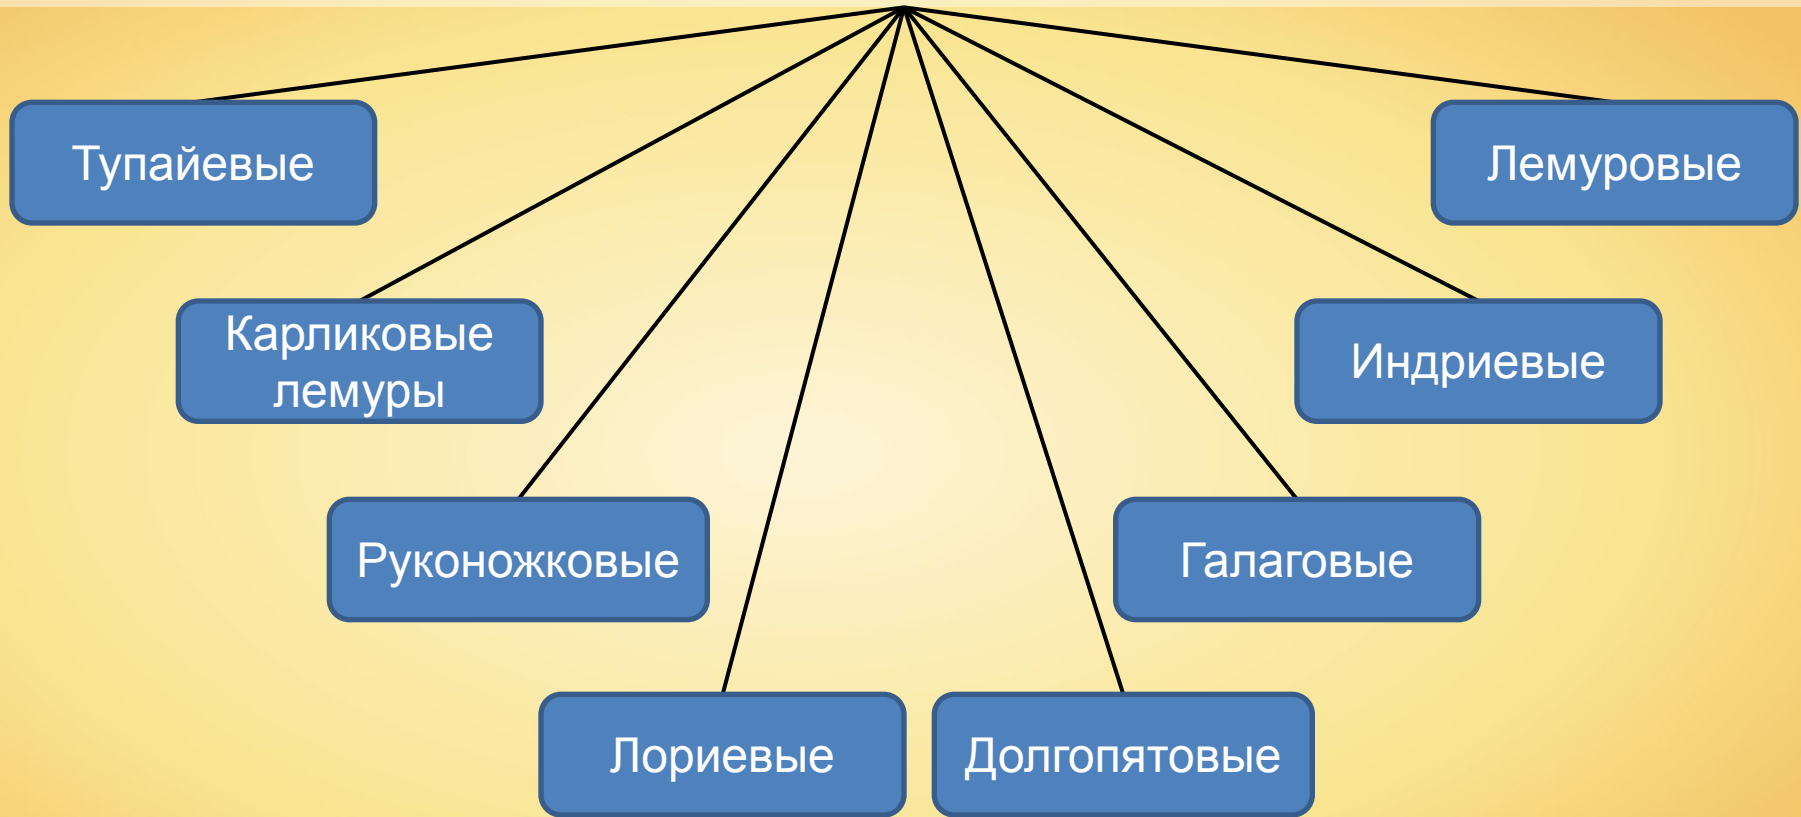 Тупайевые
Лемуровые
Карликовые
лемуры
Индриевые
Руконожковые
Галаговые
Лориевые
Долгопятовые